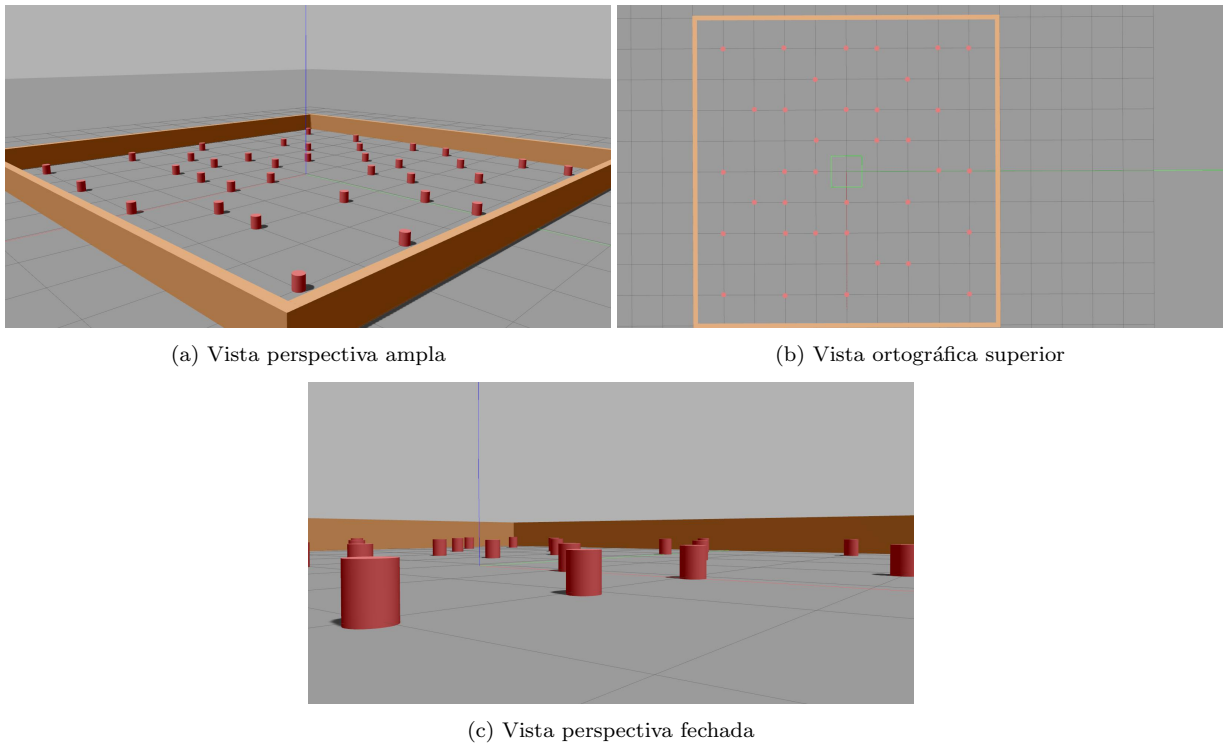 (a) Vista perspectiva ampla
(b) Vista ortográfica superior
(c) Vista perspectiva fechada